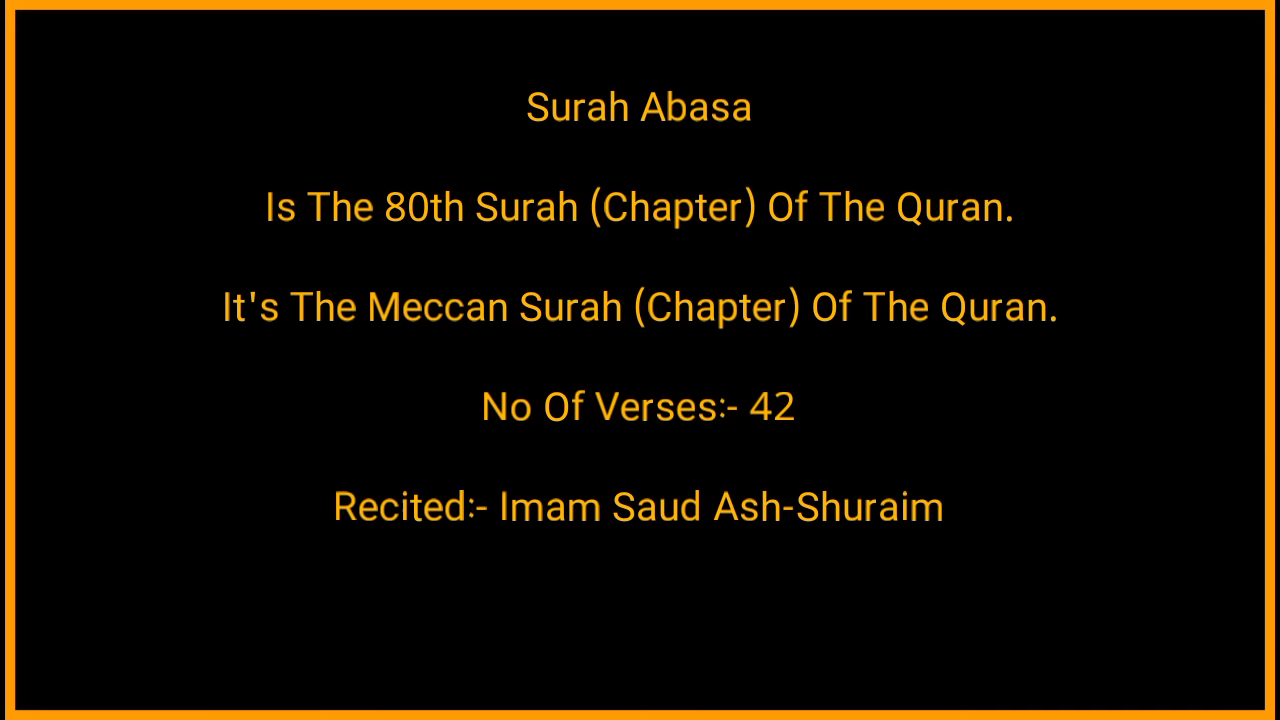 Surah Abasa
Is The 80th Surah (Chapter) Of The Quran.
It's The Meccan Surah (Chapter) Of The Quran.
No Of Verses:- 42
Recited:- Imam Saud Ash-Shuraim